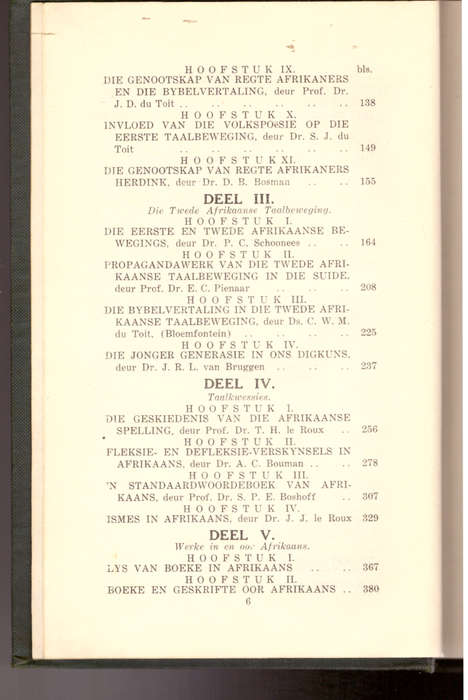 HOOFSTUK IX. bls.
DIE GENOOTSKAP VAN REGTE AFRIKANERS
EN DIE BYBELVERTALING, deur Prof. Dr.
J. D. du Toit .. .. .. .. .. .. 138
HOOFSTUK X.
INVLOED VAN DIE VOLKSPOëSIE OP DIE
EERSTE TAALBEWEGING, deur Dr. S. J. du
Toit .. .. .. .. .. .. 149
HOOFSTUK XI.
DIE GENOOTSKAP VAN REGTE AFRIKANERS
HERDINK, deur Dr. D. B. Bosman .. .. 155
DEEL III.
Die Twede Afrikaanse Taalbeweging.
HOOFSTUK I.
DIE EERSTE EN TWEDE AFRIKAANSE BE-
WEGINGS, deur Dr. P. C. Schoonees .. .. 164
HOOFSTUK II.
PROPAGANDAWERK VAN DIE TWEDE AFRI-
KAANSE TAALBEWEGING IN DIE SUIDE,
deur Prof. Dr. E. C. Pienaar .. .. .. 208
HOOFSTUK III.
DIE BYBELVERTALING IN DIE TWEDE AFRI-
KAANSE TAALBEWEGING, deur Ds. C. W. M.
du Toit, (Bloemfontein) .. .. .. .. 225
HOOFSTUK IV.
DIE JONGER GENERASIE IN ONS DIGKUNS,
deur Dr. J. R. L. van Bruggen .. .. .. 237
DEEL IV.
Taalkwessies.
HOOFSTUK I.
DIE GESKIEDENIS VAN DIE AFRIKAANSE
SPELLING, deur Prof. Dr. T. H. le Roux .. 256
HOOFSTUK II.
FLEKSIE- EN DEFLEKSIE-VERSKYNSELS IN
AFRIKAANS, deur Dr. A. C. Bouman .. .. 278
HOOFSTUK III.
'N STANDAARDWOORDEBOEK VAN AFRI-
KAANS, deur Prof. Dr. S. P. E. Boshoff .. 307
HOOFSTUK IV.
ISMES IN AFRIKAANS, deur Dr. J. J. le Roux 329
DEEL V.
Werke in en oor Afrikaans.
HOOFSTUK I.
LYS VAN BOEKE IN AFRIKAANS .. .. 367
HOOFSTUK II.
BOEKE EN GESKRIFTE OOR AFRIKAANS .. 380
6